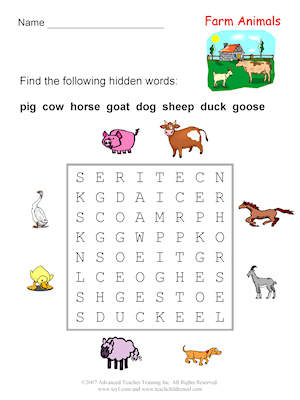 Name
Farm Animals
Find the following hidden words:
pig cow horse goat dog sheep duck goose
S E R I T E C N
K G D A I C E R
S C O A M R P H
K G G W P P K O
N S O E I T G R
L C E O G H E S
S H G E S T O E
S D U C K E E L
©2007 Advanced Teacher Training Inc. All Rights Reserved.